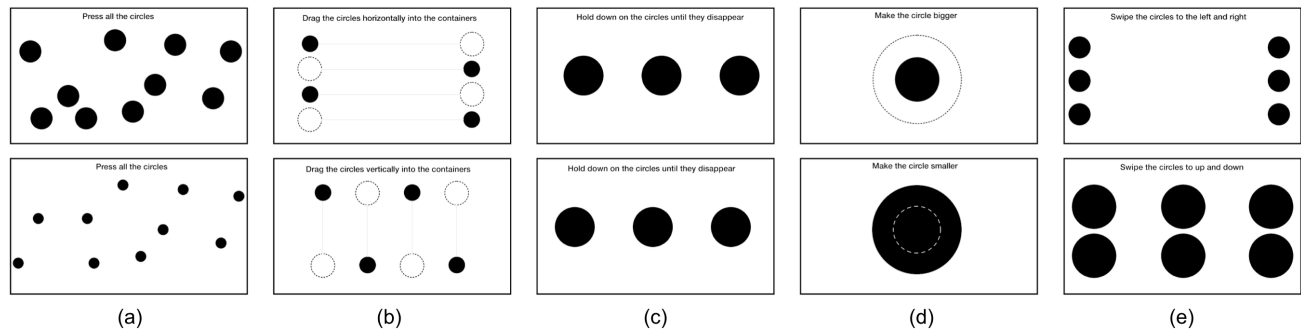 Press all the circles
Drag the circles horizontally into the containers
Hold down on the circles until they disappear
Make the circle bigger
Swipe the circles to the left and right
Press all the circles
Drag the circles vertically into the containers
Hold down on the circles until they disappear
Make the circle smaller
Swipe the circles to up and down
(a)
(b)
(c)
(d)
(e)